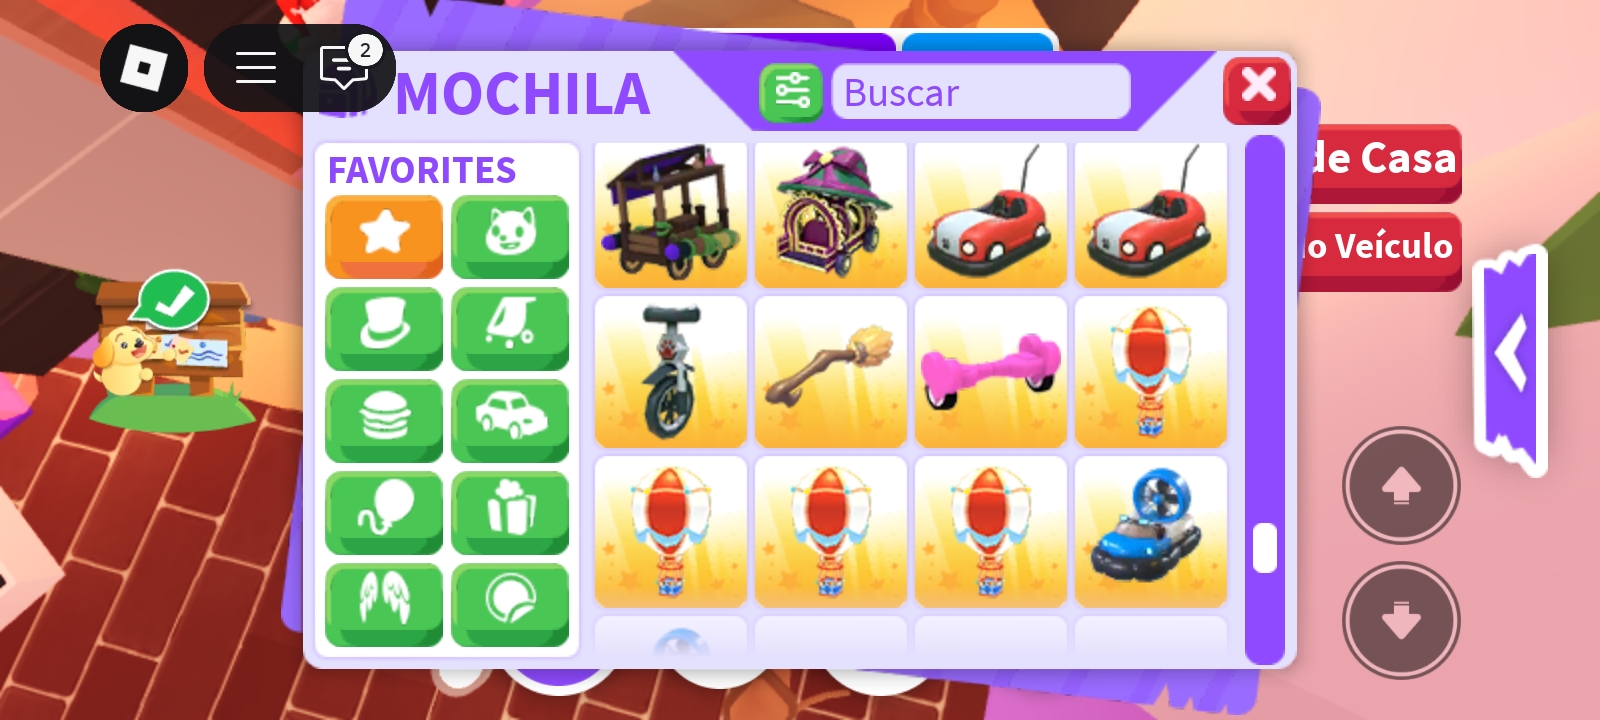 2
MOCHILA
Buscar
FAVORITES
de Casa
o Veículo